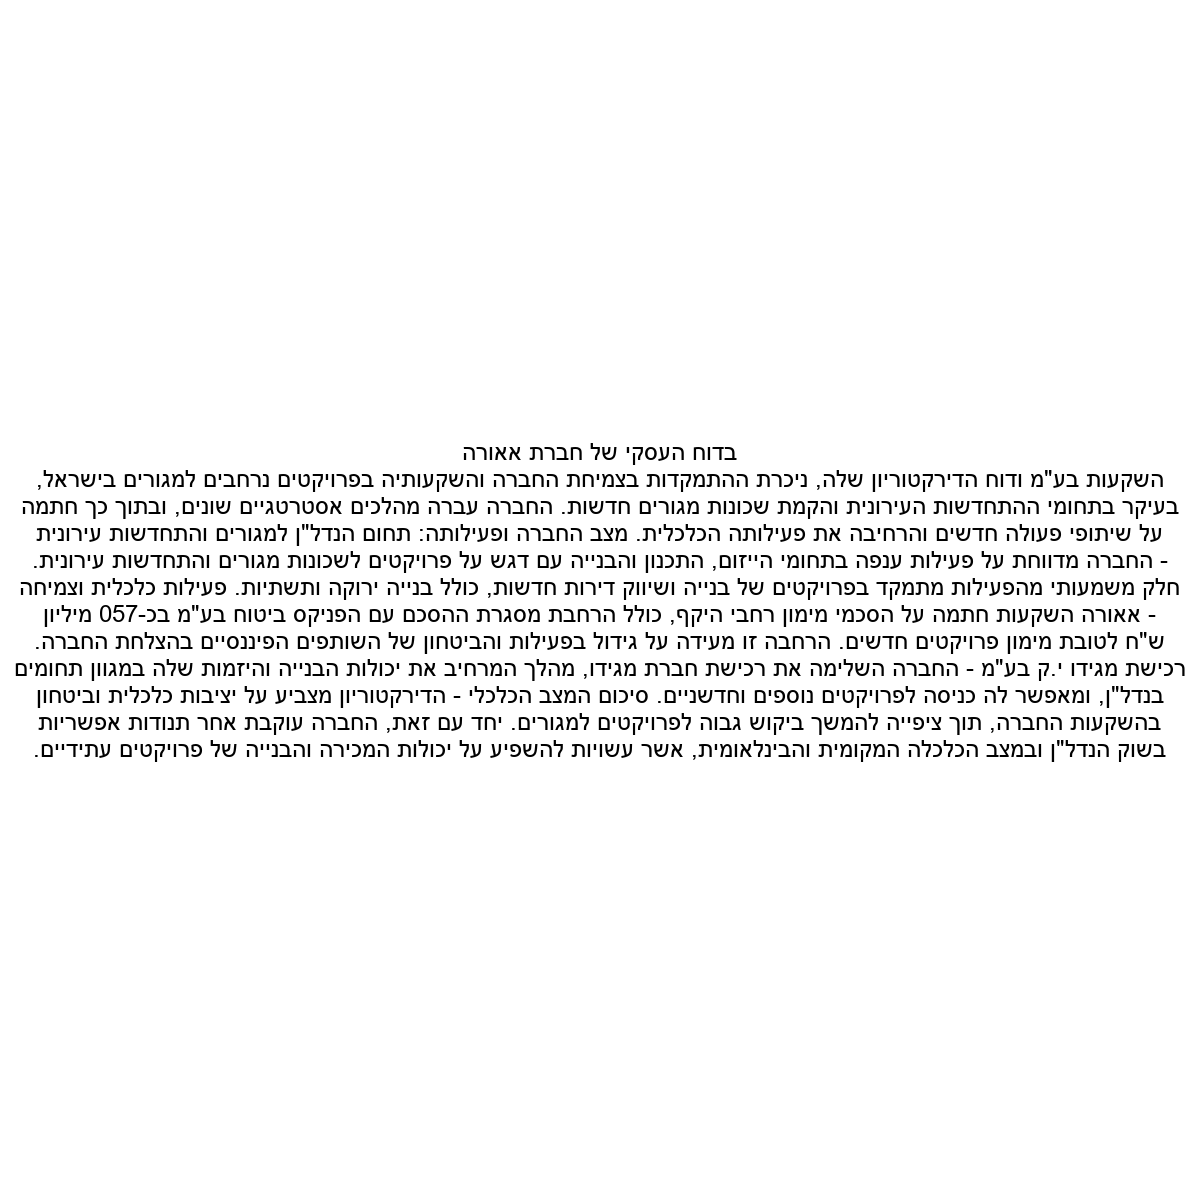 בדוח העסקי של חברת אאורה
השקעות בע"מ ודוח הדירקטוריון שלה, ניכרת ההתמקדות בצמיחת החברה והשקעותיה בפרויקטים נרחבים למגורים בישראל,
בעיקר בתחומי ההתחדשות העירונית והקמת שכונות מגורים חדשות. החברה עברה מהלכים אסטרטגיים שונים, ובתוך כך חתמה
על שיתופי פעולה חדשים והרחיבה את פעילותה הכלכלית. מצב החברה ופעילותה: תחום הנדל"ן למגורים והתחדשות עירונית
- החברה מדווחת על פעילות ענפה בתחומי הייזום, התכנון והבנייה עם דגש על פרויקטים לשכונות מגורים והתחדשות עירונית.
חלק משמעותי מהפעילות מתמקד בפרויקטים של בנייה ושיווק דירות חדשות, כולל בנייה ירוקה ותשתיות. פעילות כלכלית וצמיחה
- אאורה השקעות חתמה על הסכמי מימון רחבי היקף, כולל הרחבת מסגרת ההסכם עם הפניקס ביטוח בע"מ בכ-057 מיליון
ש"ח לטובת מימון פרויקטים חדשים. הרחבה זו מעידה על גידול בפעילות והביטחון של השותפים הפיננסיים בהצלחת החברה.
רכישת מגידו י.ק בע"מ - החברה השלימה את רכישת חברת מגידו, מהלך המרחיב את יכולות הבנייה והיזמות שלה במגוון תחומים
בנדל"ן, ומאפשר לה כניסה לפרויקטים נוספים וחדשניים. סיכום המצב הכלכלי - הדירקטוריון מצביע על יציבות כלכלית וביטחון
בהשקעות החברה, תוך ציפייה להמשך ביקוש גבוה לפרויקטים למגורים. יחד עם זאת, החברה עוקבת אחר תנודות אפשריות
בשוק הנדל"ן ובמצב הכלכלה המקומית והבינלאומית, אשר עשויות להשפיע על יכולות המכירה והבנייה של פרויקטים עתידיים.